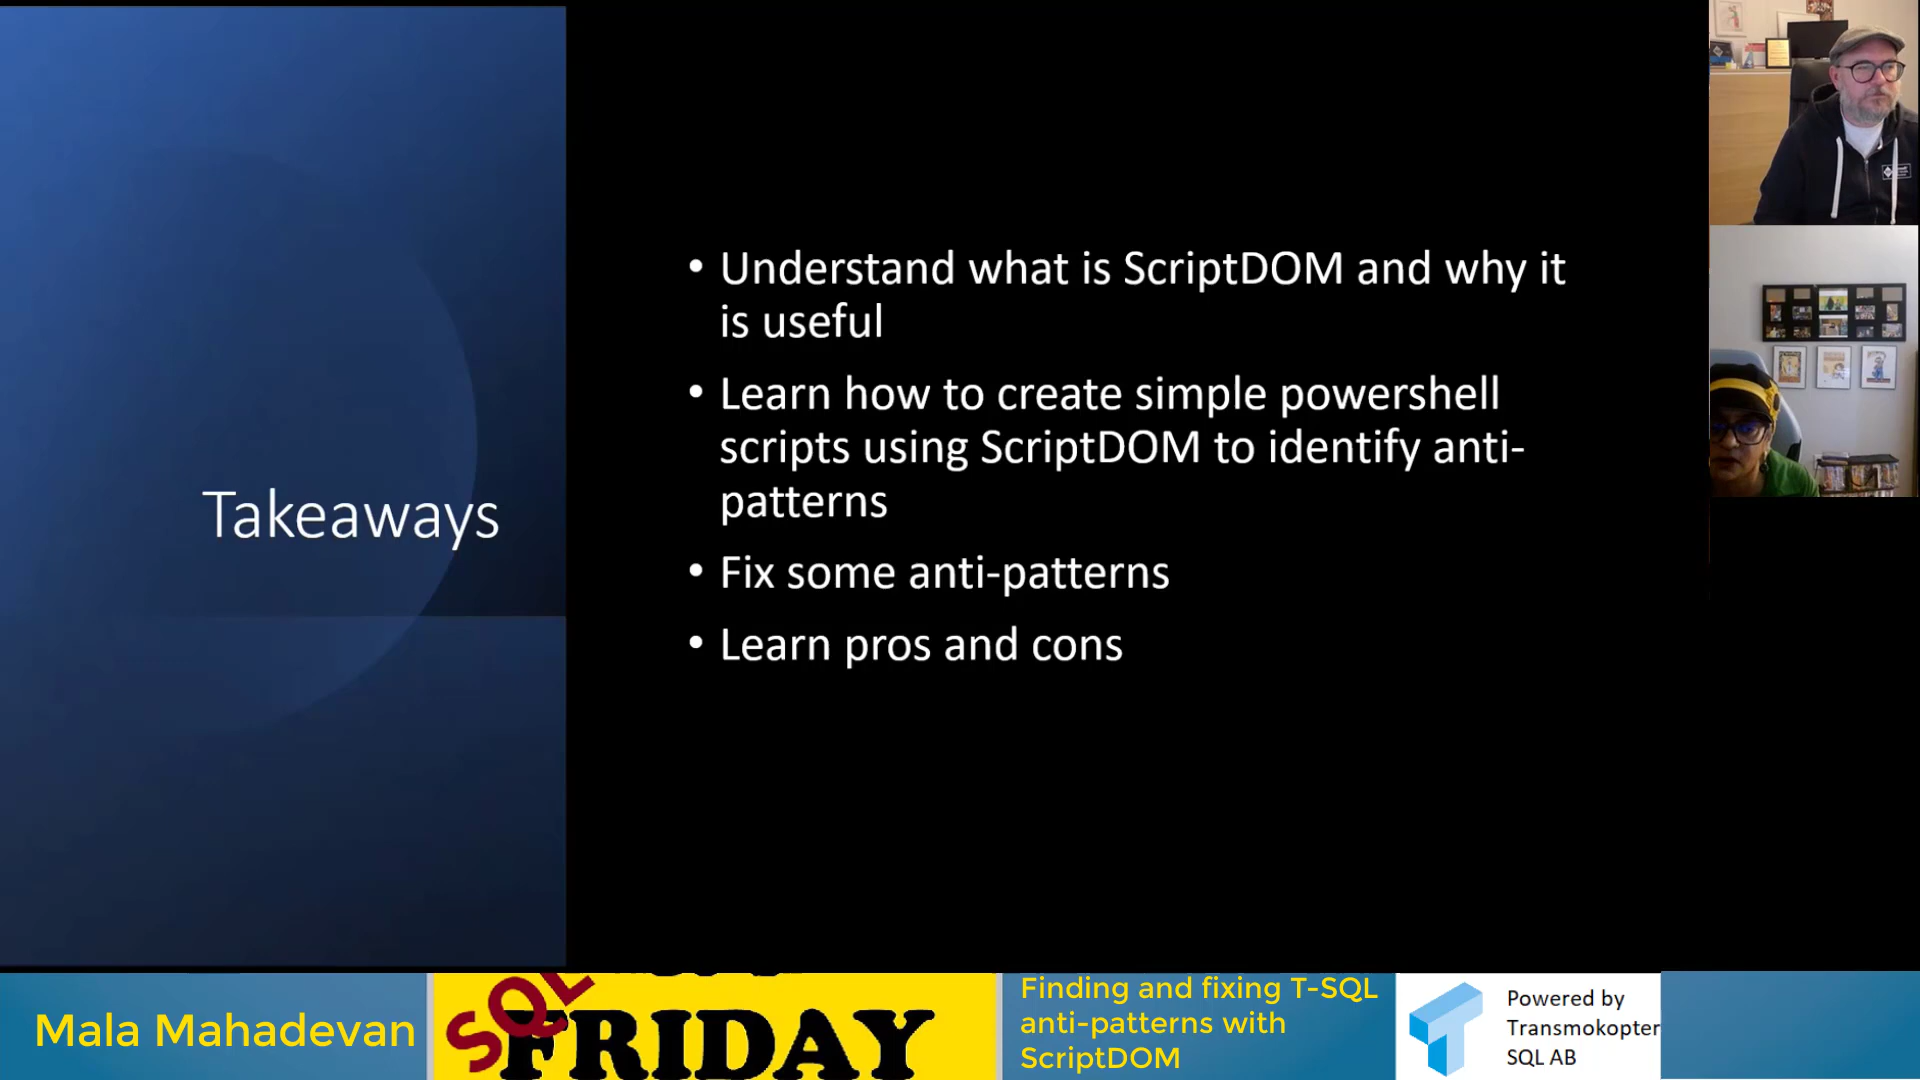 Takeaways
• Understand what is ScriptDOM and why it
is useful
• Learn how to create simple powershell
scripts using ScriptDOM to identify anti-
patterns
• Fix some anti-patterns
• Learn pros and cons
Mala Mahadevan
SQL
FRIDAY
Finding and fixing T-SQL
anti-patterns with
ScriptDOM
Powered by
Transmokopter
SQL AB